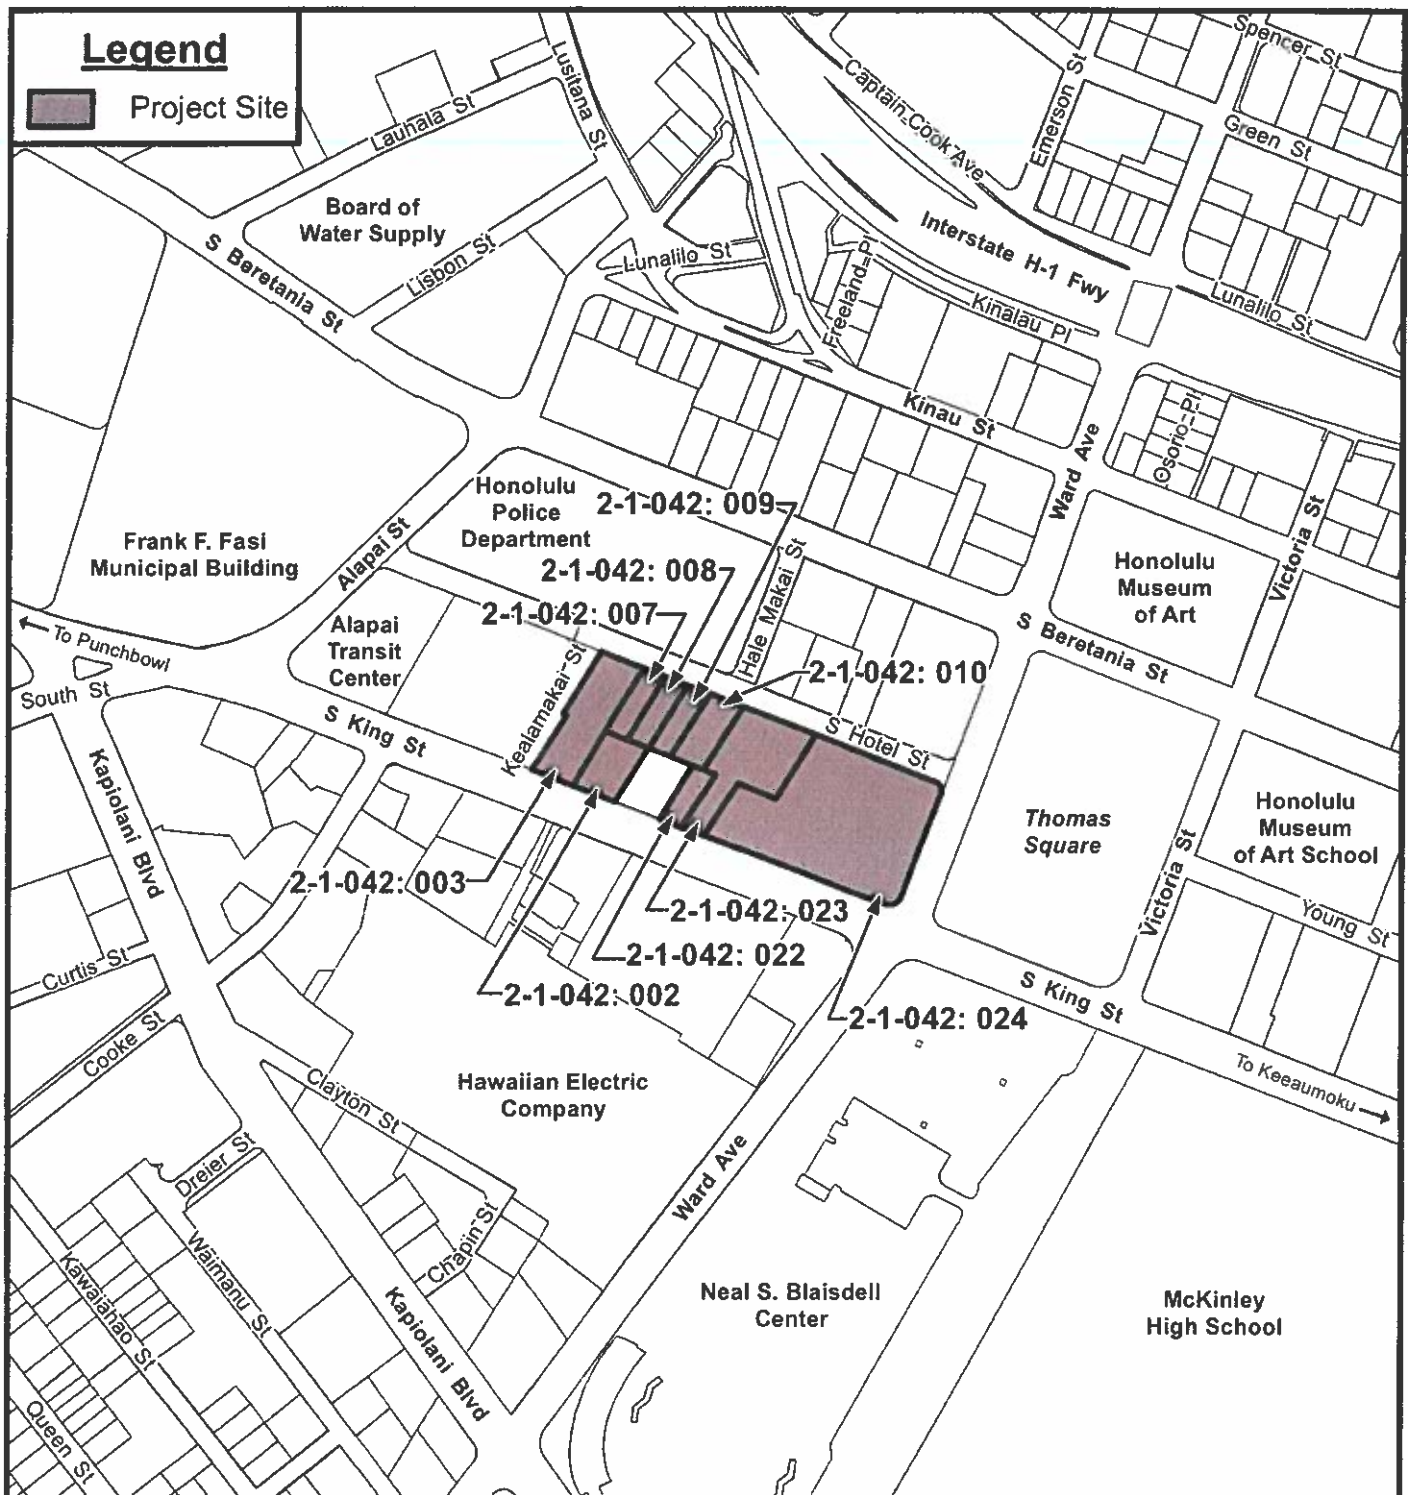 Legend
Project Site
Spencer St
Lusitana St
Captain Cook Ave
Emerson St
Green St
Lauhala St
Board of
Water Supply
Interstate H-1 Fwy
S Beretania St
Lisbon St
Lunalilo St
Freeland Pl
Kinalau Pl
Lunalilo St
Kinau St
Ward Ave
Osorio Pl
Honolulu
Police
Department
2-1-042: 009
Victoria St
Frank F. Fasi
Municipal Building
Alapai St
Hale Makai St
Honolulu
Museum
of Art
2-1-042: 008
2-1-042: 007
To Punchbowl
Alapai
Transit
Center
S Beretania St
South St
Kealamakai St
2-1-042: 010
S King St
S Hotel St
Kapiolani Blvd
Thomas
Square
Honolulu
Museum
of Art School
Victoria St
2-1-042: 003
2-1-042: 023
Young St
2-1-042: 022
Curtis St
2-1-042: 002
S King St
2-1-042: 024
Cooke St
To Keeaumoku
Clayton St
Hawaiian Electric
Company
Dreier St
Ward Ave
Chapin St
Kawaiahao St
Waimanu St
Kapiolani Blvd
Neal S. Blaisdell
Center
McKinley
High School
Queen St